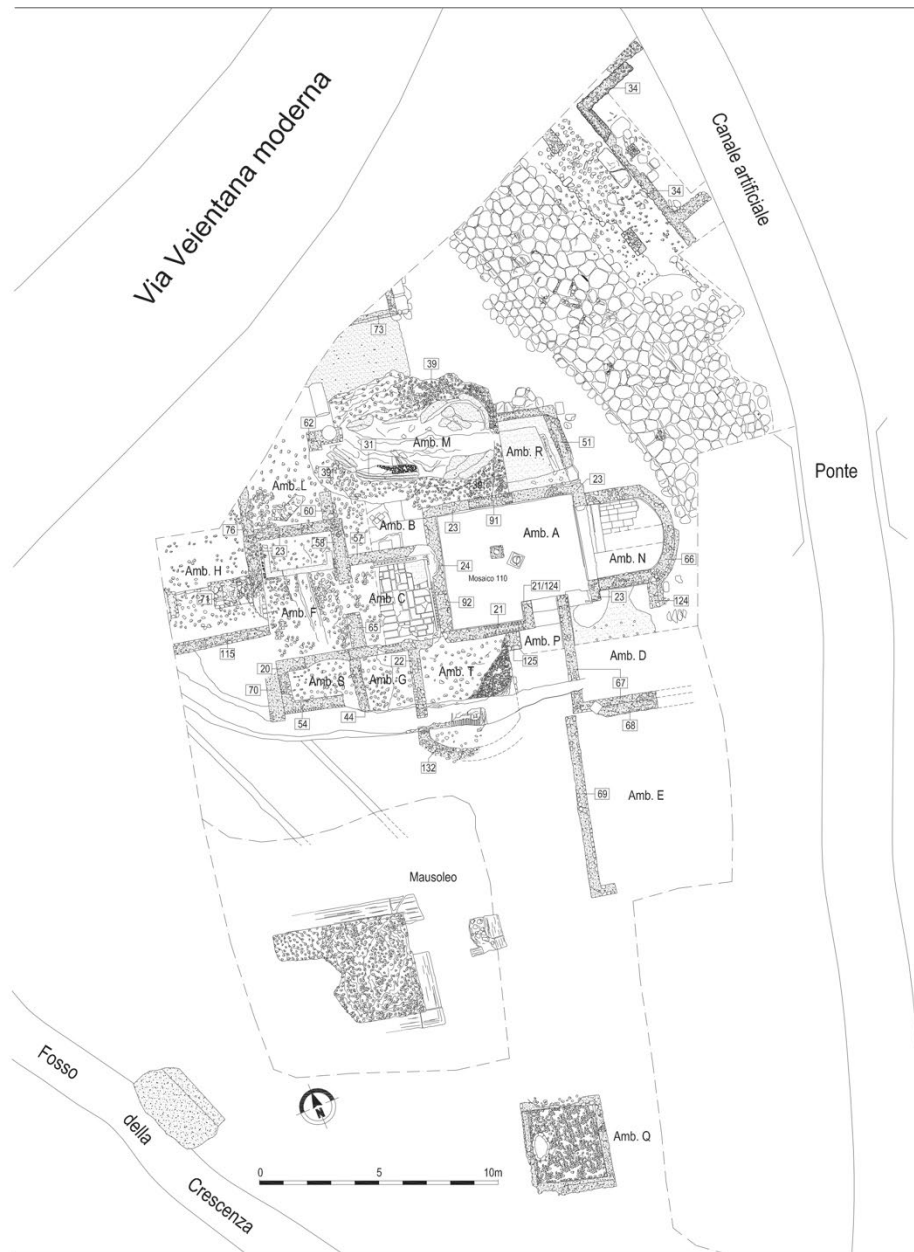 34
Canale artificiale
Via Veientana moderna
34
73
39
62
31
Amb. M
51
Amb. R
Ponte
39
38
Amb. L
23
60
Amb. B
91
76
57
23
Amb. A
58
23
24
Amb. N
66
Amb. H
Mosaico 110
71
Amb. C
92
21/124
23
124
Amb. F
21
65
Amb. P
115
22
125
Amb. D
20
Amb. T
Amb. S
Amb. G
67
70
54
44
68
132
69
Amb. E
Mausoleo
Fosso
della
Crescenza
N
Amb. Q
0 5 10m